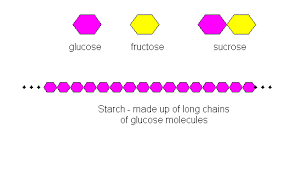 glucose fructose sucrose
Starch - made up of long chains
of glucose molecules